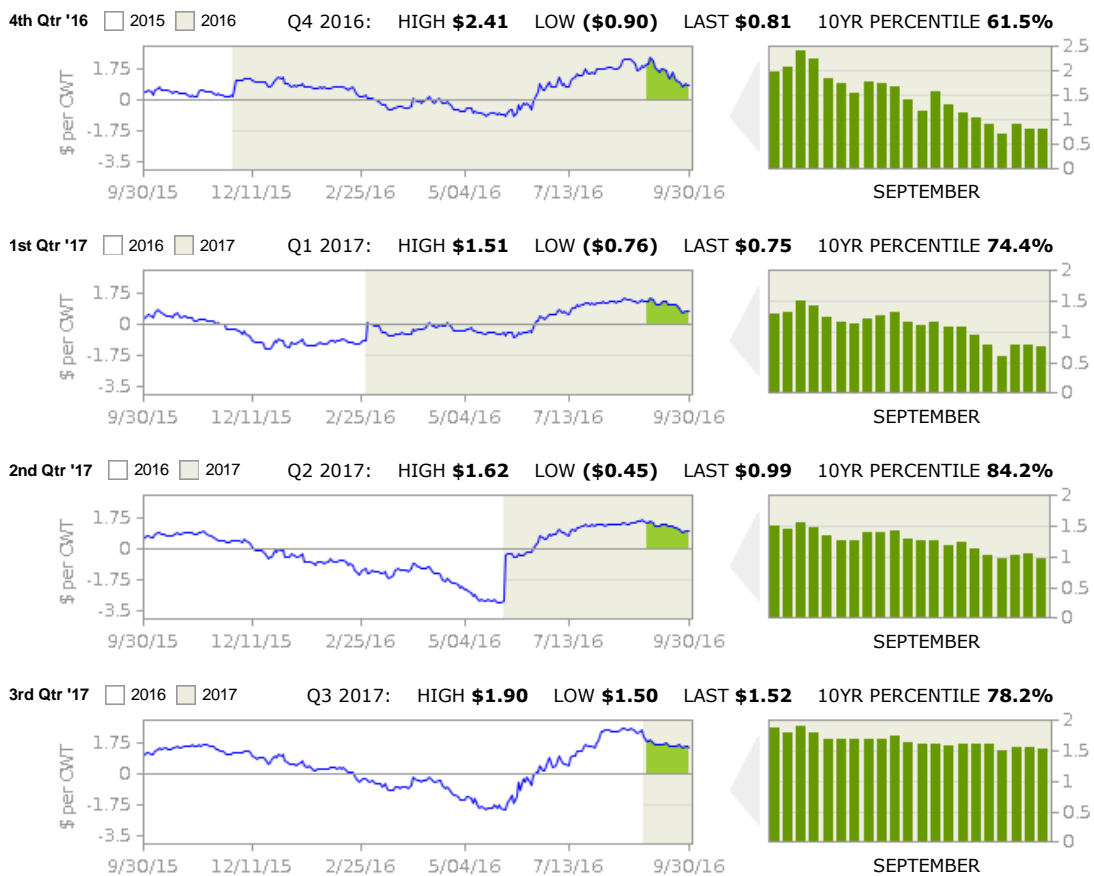 4th Qtr '16 2015 2016 Q4 2016: HIGH $2.41 LOW ($0.90) LAST $0.81 10YR PERCENTILE 61.5%
$ per CWT
1.75
0
-1.75
-3.5
9/30/15 12/11/15 2/25/16 5/04/16 7/13/16 9/30/16
2.5
2
1.5
1
0.5
0
SEPTEMBER
1st Qtr '17 2016 2017 Q1 2017: HIGH $1.51 LOW ($0.76) LAST $0.75 10YR PERCENTILE 74.4%
$ per CWT
1.75
0
-1.75
-3.5
9/30/15 12/11/15 2/25/16 5/04/16 7/13/16 9/30/16
2
1.5
1
0.5
0
SEPTEMBER
2nd Qtr '17 2016 2017 Q2 2017: HIGH $1.62 LOW ($0.45) LAST $0.99 10YR PERCENTILE 84.2%
$ per CWT
1.75
0
-1.75
-3.5
9/30/15 12/11/15 2/25/16 5/04/16 7/13/16 9/30/16
2
1.5
1
0.5
0
SEPTEMBER
3rd Qtr '17 2016 2017 Q3 2017: HIGH $1.90 LOW $1.50 LAST $1.52 10YR PERCENTILE 78.2%
$ per CWT
1.75
0
-1.75
-3.5
9/30/15 12/11/15 2/25/16 5/04/16 7/13/16 9/30/16
2
1.5
1
0.5
0
SEPTEMBER